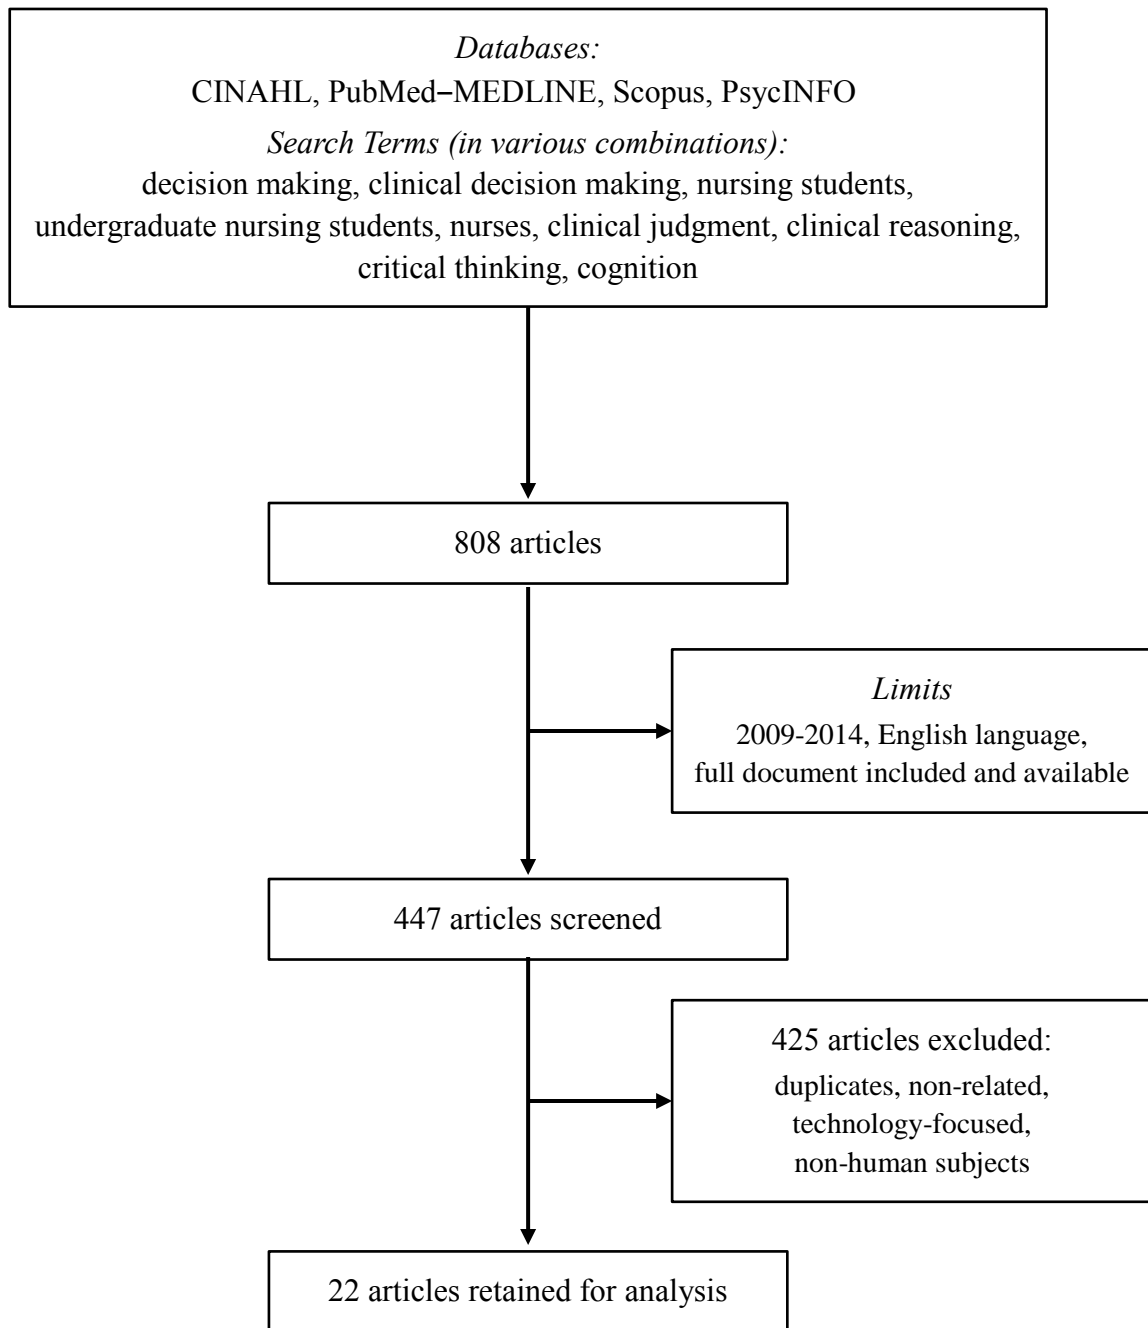 Databases:
CINAHL, PubMed–MEDLINE, Scopus, PsycINFO
Search Terms (in various combinations):
decision making, clinical decision making, nursing students,
undergraduate nursing students, nurses, clinical judgment, clinical reasoning,
critical thinking, cognition
808 articles
Limits
2009-2014, English language,
full document included and available
447 articles screened
425 articles excluded:
duplicates, non-related,
technology-focused,
non-human subjects
22 articles retained for analysis